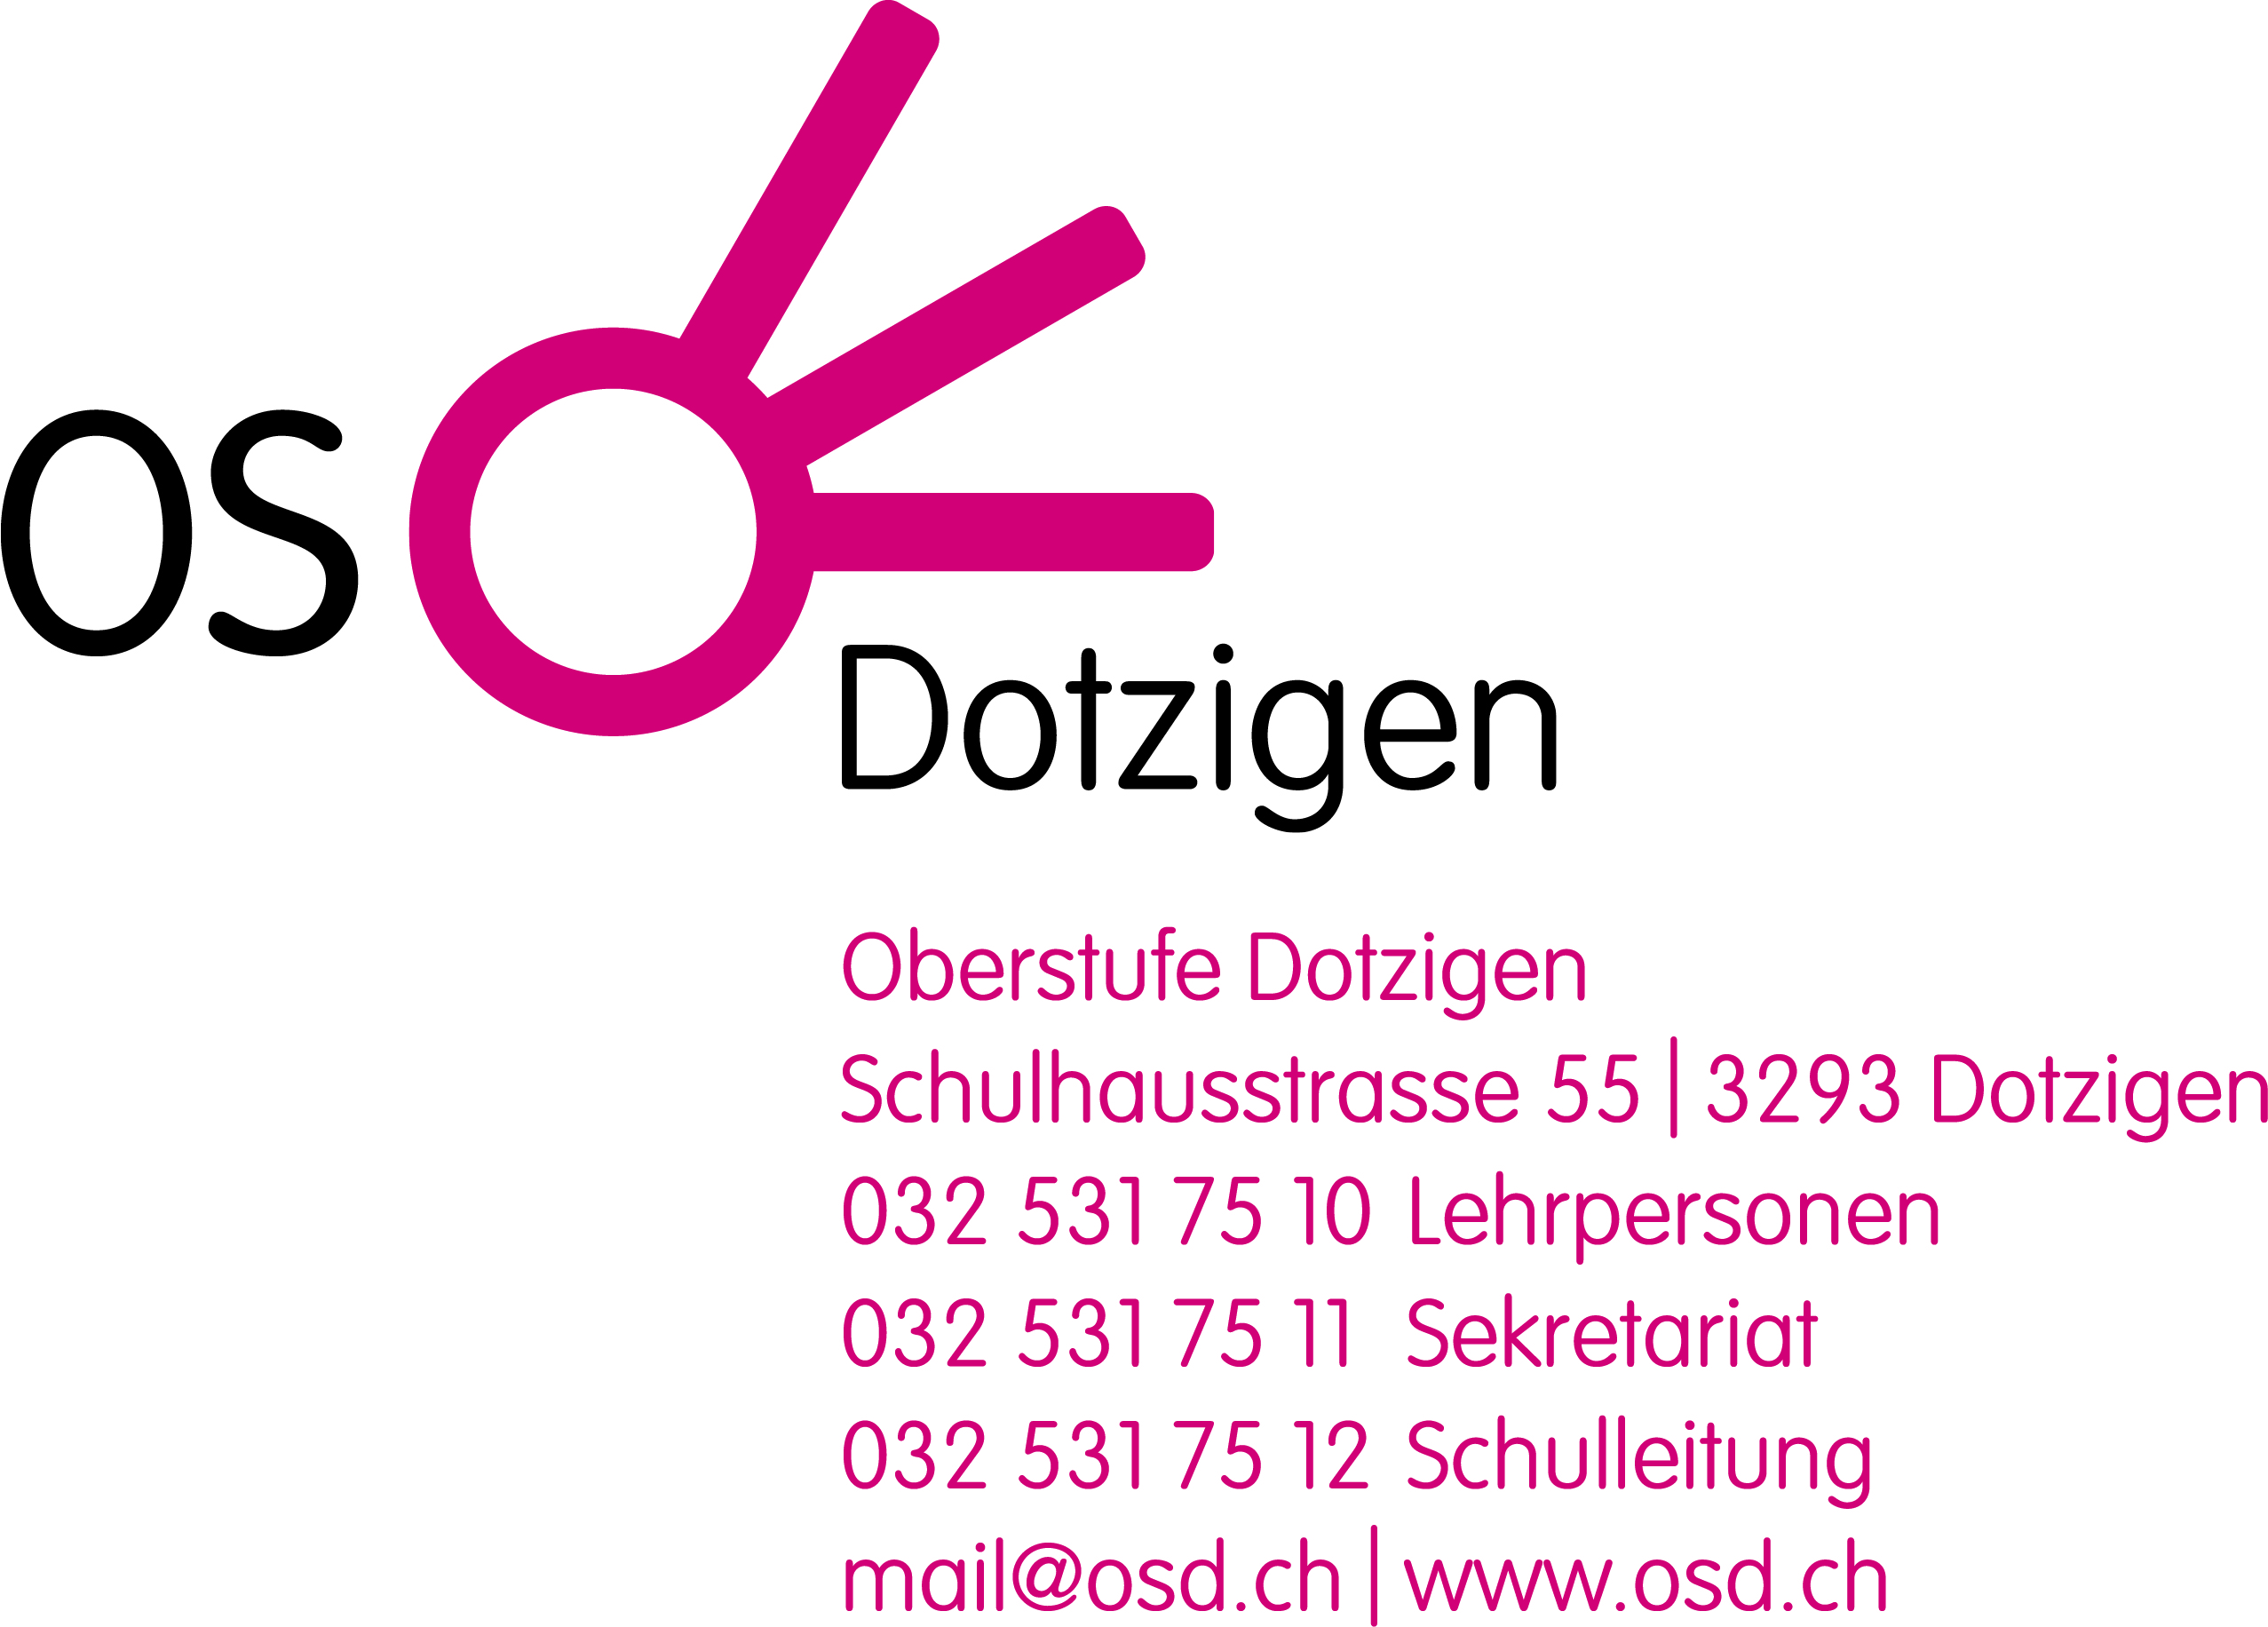 OS
Dotzigen
Oberstufe Dotzigen
Schulhausstrasse 55 | 3293 Dotzigen
032 531 75 10 Lehrpersonen
032 531 75 11 Sekretariat
032 531 75 12 Schulleitung
mail@osd.ch | www.osd.ch